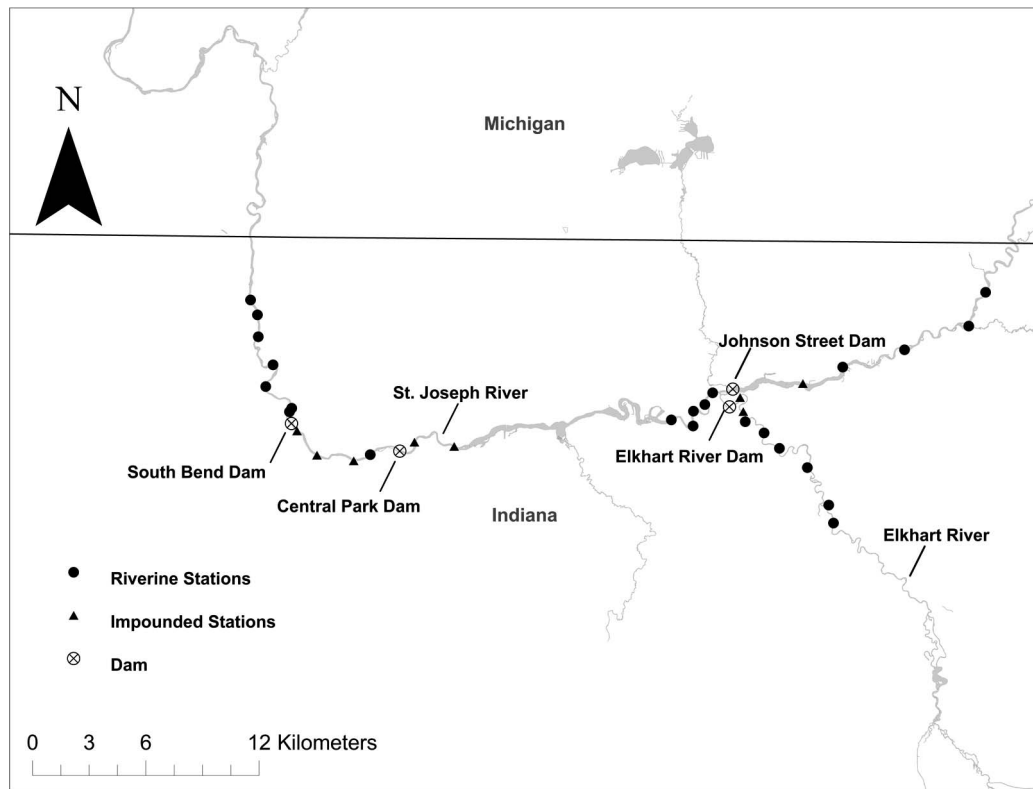 N
Michigan
Johnson Street Dam
St. Joseph River
South Bend Dam
Elkhart River Dam
Central Park Dam
Indiana
Elkhart River
Riverine Stations
Impounded Stations
Dam
0 3 6 12 Kilometers